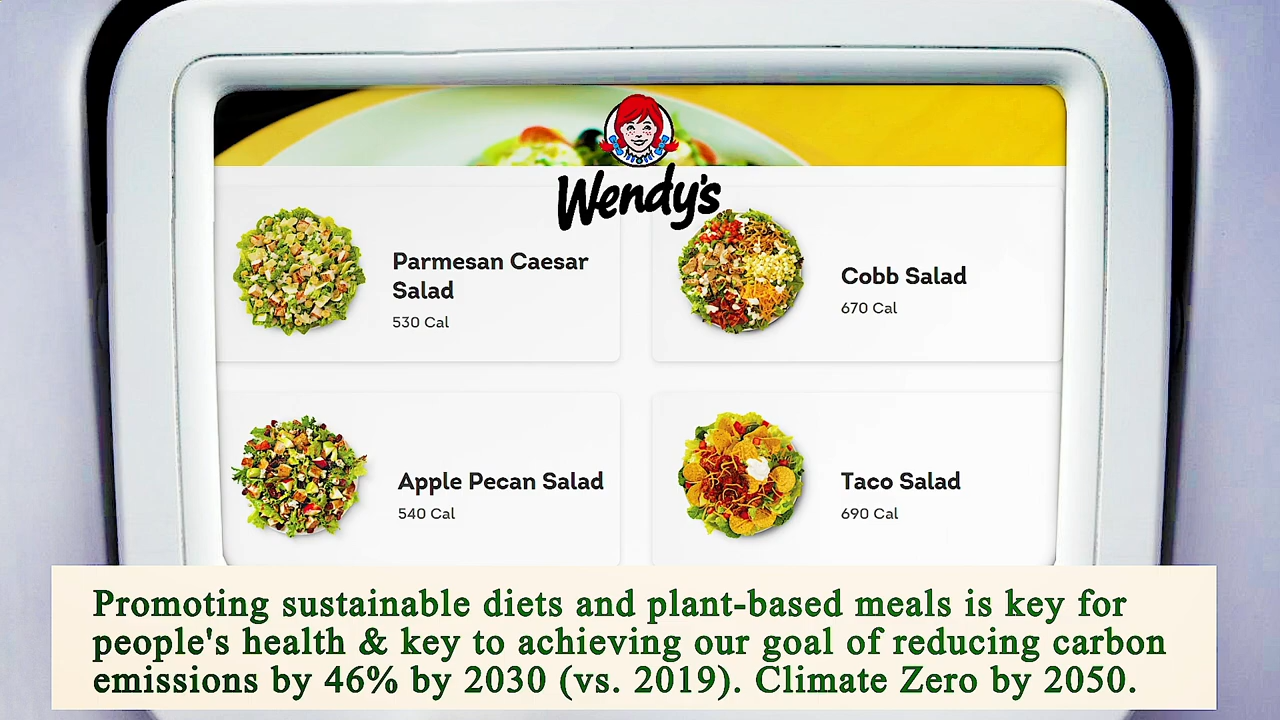 Wendy's
Parmesan Caesar
Salad
530 Cal
Cobb Salad
670 Cal
Apple Pecan Salad
540 Cal
Taco Salad
690 Cal
Promoting sustainable diets and plant-based meals is key for
people's health & key to achieving our goal of reducing carbon
emissions by 46% by 2030 (vs. 2019). Climate Zero by 2050.